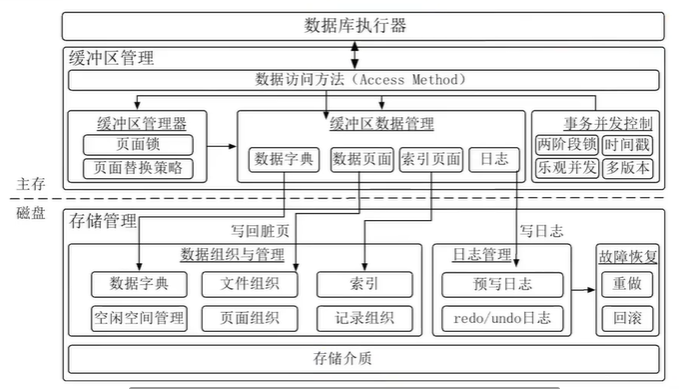 数据库执行器
缓冲区管理
数据访问方法（Access Method）
缓冲区管理器
页面锁
页面替换策略
缓冲区数据管理
数据字典
数据页面
索引页面
日志
事务并发控制
两阶段锁
时间戳
乐观并发
多版本
主存
磁盘
存储管理
写回脏页
写日志
数据组织与管理
数据字典
文件组织
索引
空闲空间管理
页面组织
记录组织
日志管理
预写日志
redo/undo日志
故障恢复
重做
回滚
存储介质